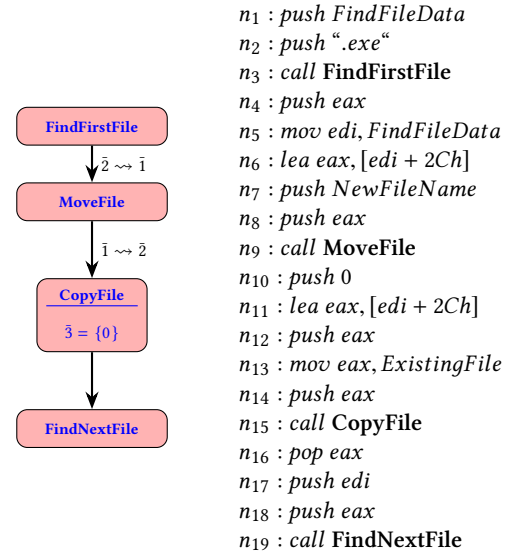 FindFirstFile
2̄ ⇝ 1̄
MoveFile
1̄ ⇝ 2̄
CopyFile
3̄ = {0}
FindNextFile
n₁ : push FindFileData
n₂ : push “.exe“
n₃ : call FindFirstFile
n₄ : push eax
n₅ : mov edi, FindFileData
n₆ : lea eax, [edi + 2Ch]
n₇ : push NewFileName
n₈ : push eax
n₉ : call MoveFile
n₁₀ : push 0
n₁₁ : lea eax, [edi + 2Ch]
n₁₂ : push eax
n₁₃ : mov eax, ExistingFile
n₁₄ : push eax
n₁₅ : call CopyFile
n₁₆ : pop eax
n₁₇ : push edi
n₁₈ : push eax
n₁₉ : call FindNextFile